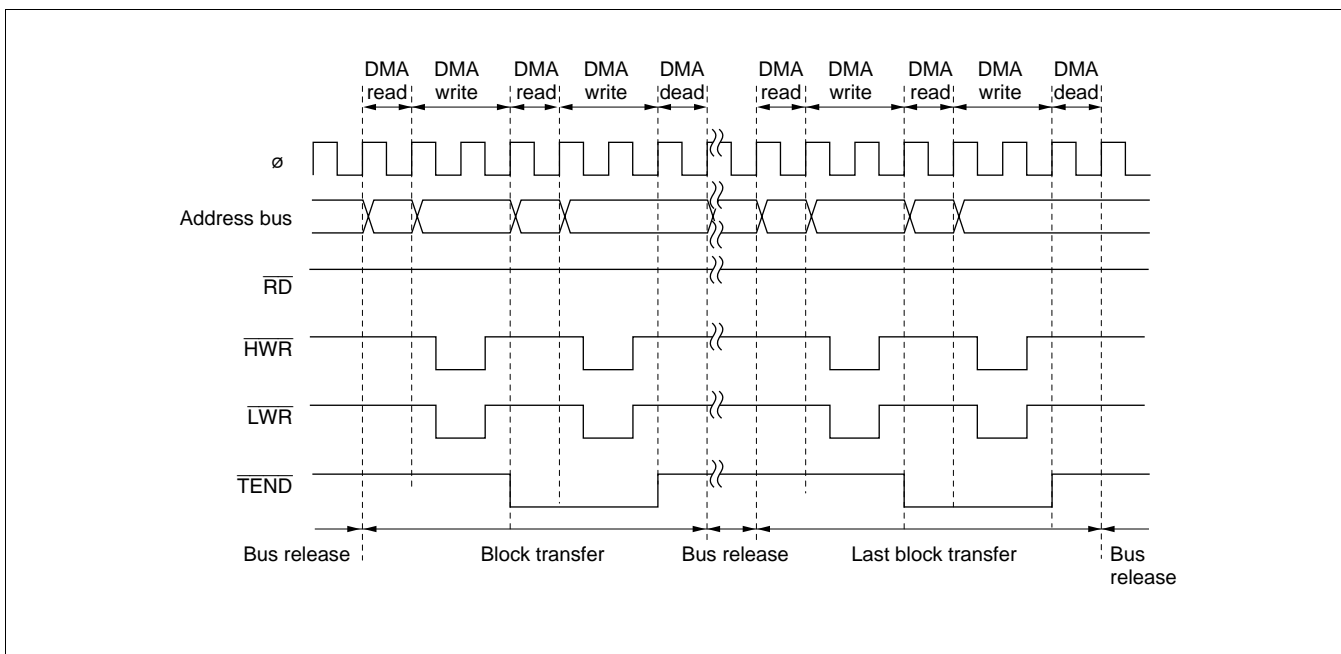 DMA read DMA write DMA read DMA write DMA dead DMA read DMA write DMA read DMA write DMA dead
ø
Address bus
RD
HWR
LWR
TEND
Bus release Block transfer Bus release Last block transfer Bus release